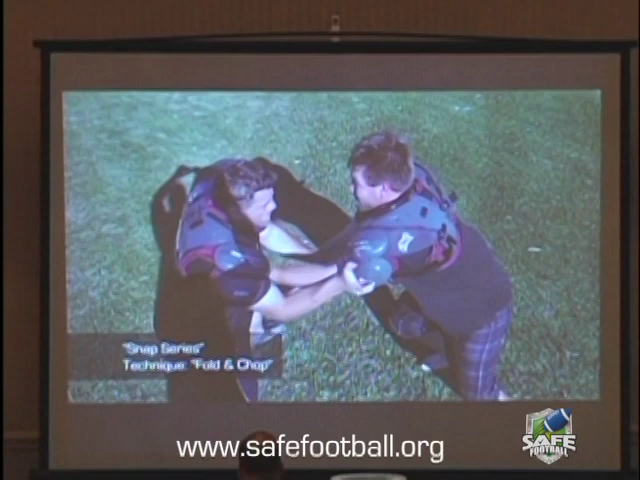 "Snap Series"
Technique: "Fold & Chop"
www.safefootball.org
SAFE
FOOTBALL